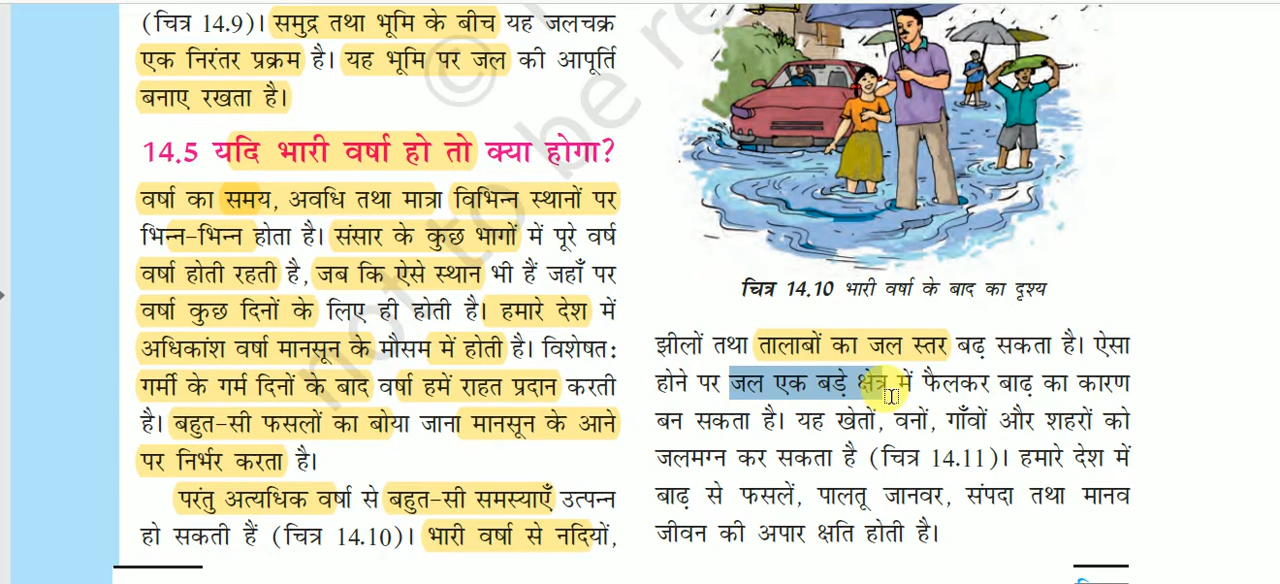 (चित्र 14.9)। समुद्र तथा भूमि के बीच यह जलचक्र
एक निरंतर प्रक्रम है। यह भूमि पर जल की आपूर्ति
बनाए रखता है।
14.5 यदि भारी वर्षा हो तो क्या होगा?
वर्षा का समय, अवधि तथा मात्रा विभिन्न स्थानों पर
भिन्न-भिन्न होता है। संसार के कुछ भागों में पूरे वर्ष
वर्षा होती रहती है, जब कि ऐसे स्थान भी हैं जहाँ पर
वर्षा कुछ दिनों के लिए ही होती है। हमारे देश में
अधिकांश वर्षा मानसून के मौसम में होती है। विशेषत:
गर्मी के गर्म दिनों के बाद वर्षा हमें राहत प्रदान करती
है। बहुत-सी फसलों का बोया जाना मानसून के आने
पर निर्भर करता है।
परंतु अत्यधिक वर्षा से बहुत-सी समस्याएँ उत्पन्न
हो सकती हैं (चित्र 14.10)। भारी वर्षा से नदियों,
चित्र 14.10 भारी वर्षा के बाद का दृश्य
झीलों तथा तालाबों का जल स्तर बढ़ सकता है। ऐसा
होने पर जल एक बड़े क्षेत्र में फैलकर बाढ़ का कारण
बन सकता है। यह खेतों, वनों, गाँवों और शहरों को
जलमग्न कर सकता है (चित्र 14.11)। हमारे देश में
बाढ़ से फसलें, पालतू जानवर, संपदा तथा मानव
जीवन की अपार क्षति होती है।
© not to be re